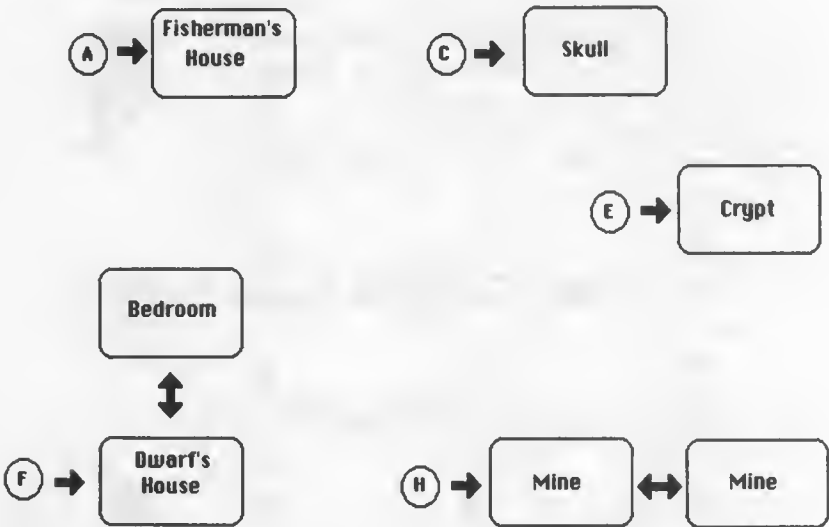 A
Fisherman's
House
C
Skull
E
Crypt
Bedroom
F
Dwarf's
House
H
Mine
Mine